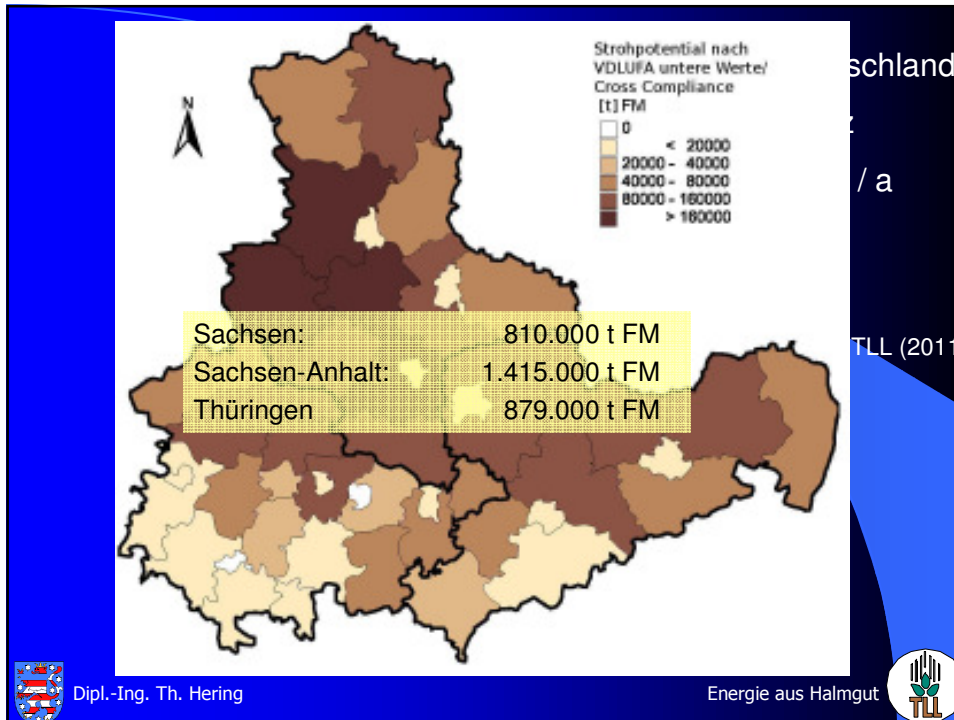 Strohpotential nach
VDLUFA untere Werte/
Cross Compliance
[t] FM
0
< 20000
20000 - 40000
40000 - 80000
80000 - 160000
> 160000
N
/ a
TLL (2011
Sachsen: 810.000 t FM
Sachsen-Anhalt: 1.415.000 t FM
Thüringen 879.000 t FM
Dipl.-Ing. Th. Hering
Energie aus Halmgut
TLL